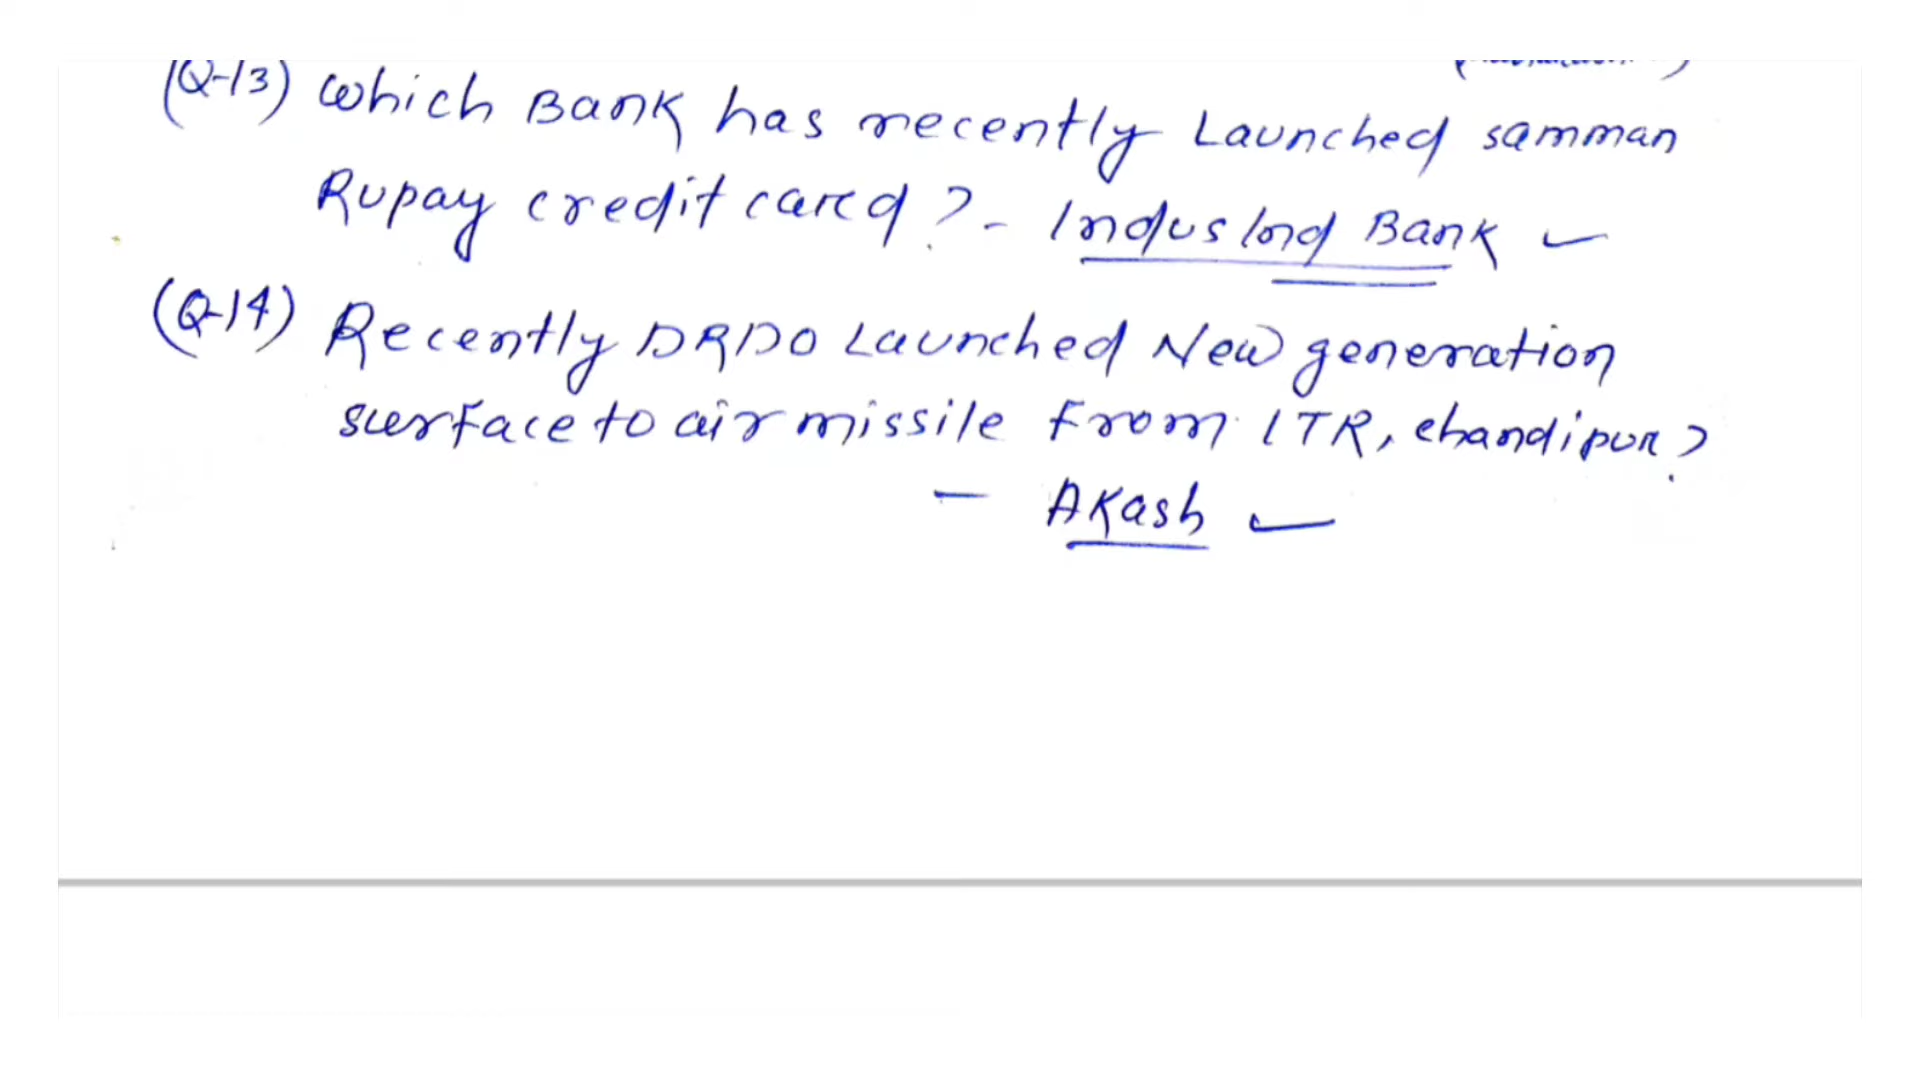 (Q-13) Which Bank has recently Launched samman
Rupay credit card? - IndusInd Bank
(Q-14) Recently DRDO Launched New generation
surface to air missile from ITR, chandipur?
- AKash